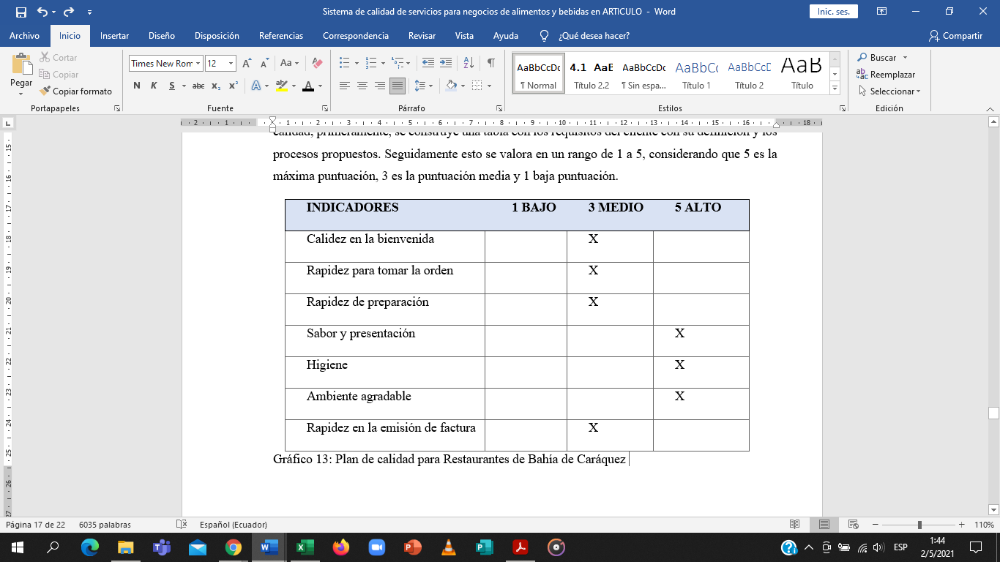 Sistema de calidad de servicios para negocios de alimentos y bebidas en ARTICULO - Word
Inic. ses.
Archivo Inicio Insertar Diseño Disposición Referencias Correspondencia Revisar Vista Ayuda ¿Qué desea hacer? Compartir
Pegar
Cortar
Copiar
Copiar formato
Portapapeles
Times New Rom 12
N K S abc x₂ x²
Fuente
Párrafo
AaBbCcDc 4.1 AaE AaBbCcDc AaBbCc AaBbCcD AaB
¶ Normal Título 2.2 ¶ Sin espa... Título 1 Título 2 Título
Estilos
Buscar
Reemplazar
Seleccionar
Edición
calidad, primeramente, se construye una tabla con los requisitos del cliente con su definición y los
procesos propuestos. Seguidamente esto se valora en un rango de 1 a 5, considerando que 5 es la
máxima puntuación, 3 es la puntuación media y 1 baja puntuación.
INDICADORES 1 BAJO 3 MEDIO 5 ALTO
Calidez en la bienvenida X
Rapidez para tomar la orden X
Rapidez de preparación X
Sabor y presentación X
Higiene X
Ambiente agradable X
Rapidez en la emisión de factura X
Gráfico 13: Plan de calidad para Restaurantes de Bahía de Caráquez
Página 17 de 22 6035 palabras Español (Ecuador) 110%
ESP
1:44
2/5/2021